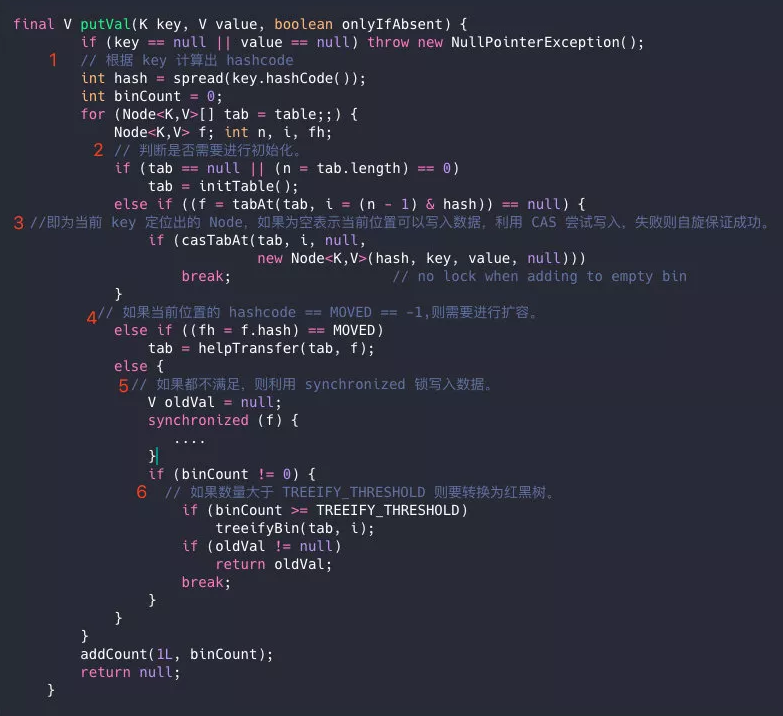 final V putVal(K key, V value, boolean onlyIfAbsent) {
if (key == null || value == null) throw new NullPointerException();
1 // 根据 key 计算出 hashcode
int hash = spread(key.hashCode());
int binCount = 0;
for (Node<K,V>[] tab = table;;) {
Node<K,V> f; int n, i, fh;
2 // 判断是否需要进行初始化。
if (tab == null || (n = tab.length) == 0)
tab = initTable();
else if ((f = tabAt(tab, i = (n - 1) & hash)) == null) {
3 //即为当前 key 定位出的 Node，如果为空表示当前位置可以写入数据，利用 CAS 尝试写入，失败则自旋保证成功。
if (casTabAt(tab, i, null,
new Node<K,V>(hash, key, value, null)))
break; // no lock when adding to empty bin
}
4 // 如果当前位置的 hashcode == MOVED == -1,则需要进行扩容。
else if ((fh = f.hash) == MOVED)
tab = helpTransfer(tab, f);
else {
5 // 如果都不满足，则利用 synchronized 锁写入数据。
V oldVal = null;
synchronized (f) {
....
}
if (binCount != 0) {
6 // 如果数量大于 TREEIFY_THRESHOLD 则要转换为红黑树。
if (binCount >= TREEIFY_THRESHOLD)
treeifyBin(tab, i);
if (oldVal != null)
return oldVal;
break;
}
}
}
addCount(1L, binCount);
return null;
}